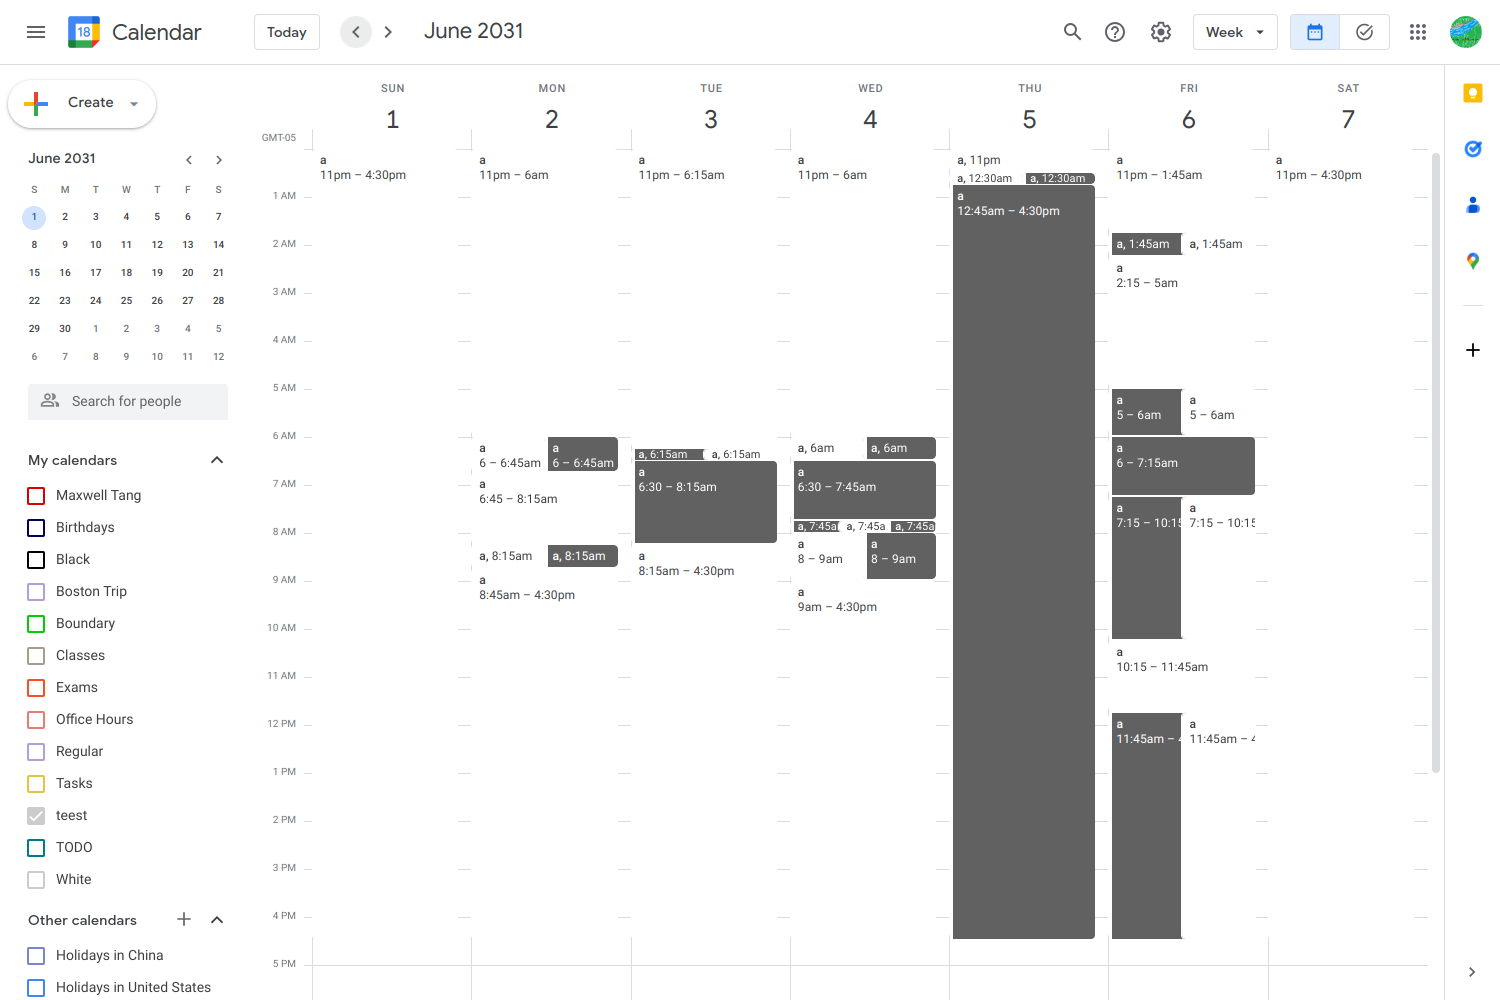 18 Calendar
Today
June 2031
Week
Create
June 2031
S M T W T F S
1 2 3 4 5 6 7
8 9 10 11 12 13 14
15 16 17 18 19 20 21
22 23 24 25 26 27 28
29 30 1 2 3 4 5
6 7 8 9 10 11 12
Search for people
My calendars
Maxwell Tang
Birthdays
Black
Boston Trip
Boundary
Classes
Exams
Office Hours
Regular
Tasks
teest
TODO
White
Other calendars
Holidays in China
Holidays in United States
SUN MON TUE WED THU FRI SAT
1 2 3 4 5 6 7
GMT-05
1 AM
2 AM
3 AM
4 AM
5 AM
6 AM
7 AM
8 AM
9 AM
10 AM
11 AM
12 PM
1 PM
2 PM
3 PM
4 PM
5 PM
a
11pm – 4:30pm
a
11pm – 6am
a
6 – 6:45am
a
6 – 6:45am
a
6:45 – 8:15am
a, 8:15am
a, 8:15am
a
8:45am – 4:30pm
a
11pm – 6:15am
a, 6:15am
a, 6:15am
a
6:30 – 8:15am
a
8:15am – 4:30pm
a
11pm – 6am
a, 6am
a, 6am
a
6:30 – 7:45am
a, 7:45a
a, 7:45a
a, 7:45a
a
8 – 9am
a
8 – 9am
a
9am – 4:30pm
a, 11pm
a, 12:30am
a, 12:30am
a
12:45am – 4:30pm
a
11pm – 1:45am
a, 1:45am
a, 1:45am
a
2:15 – 5am
a
5 – 6am
a
5 – 6am
a
6 – 7:15am
a
7:15 – 10:15
a
7:15 – 10:15
a
10:15 – 11:45am
a
11:45am – 4
a
11:45am – 4
a
11pm – 4:30pm